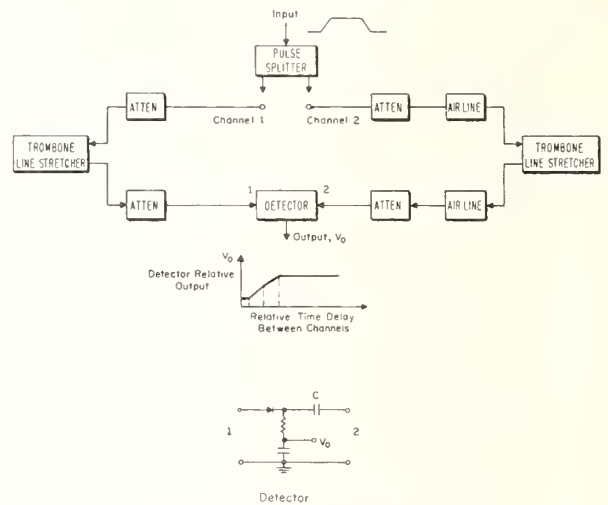 Input
PULSE
SPLITTER
ATTEN
Channel 1
Channel 2
ATTEN
AIR LINE
TROMBONE
LINE STRETCHER
TROMBONE
LINE STRETCHER
ATTEN
1
DETECTOR
2
ATTEN
AIR LINE
Output, V₀
V₀
Detector Relative
Output
Relative Time Delay
Between Channels
C
1
V₀
2
Detector